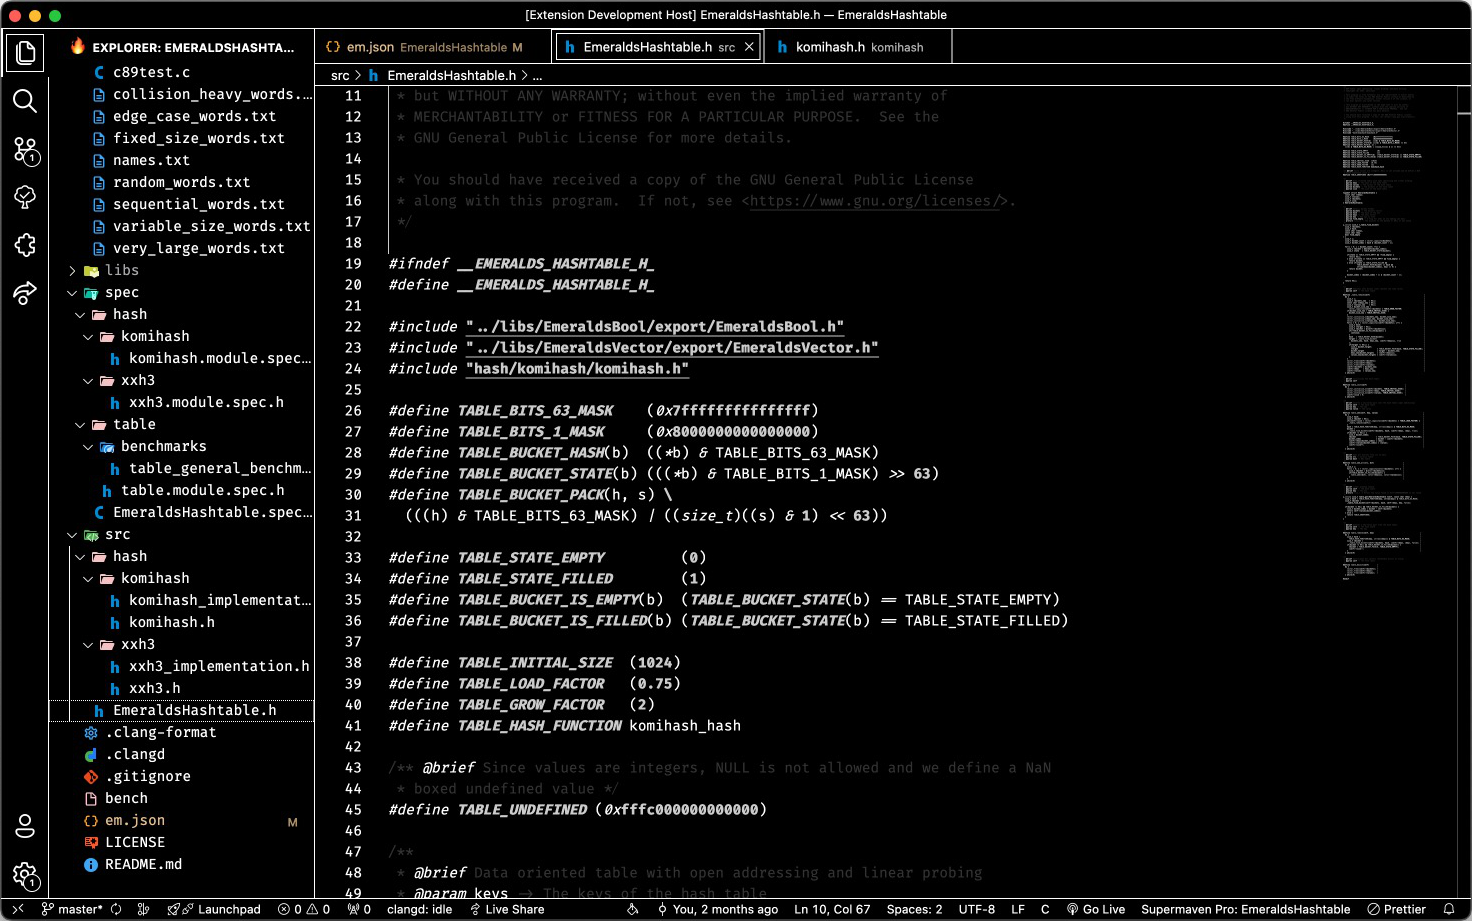 [Extension Development Host] EmeraldsHashtable.h — EmeraldsHashtable
EXPLORER: EMERALDSHASHTA...
c89test.c
collision_heavy_words....
edge_case_words.txt
fixed_size_words.txt
names.txt
random_words.txt
sequential_words.txt
variable_size_words.txt
very_large_words.txt
libs
spec
hash
komihash
komihash.module.spec...
xxh3
xxh3.module.spec.h
table
benchmarks
table_general_benchm...
table.module.spec.h
EmeraldsHashtable.spec...
src
hash
komihash
komihash_implementat...
komihash.h
xxh3
xxh3_implementation.h
xxh3.h
EmeraldsHashtable.h
.clang-format
.clangd
.gitignore
bench
em.json M
LICENSE
README.md
1
1
{} em.json EmeraldsHashtable M
h EmeraldsHashtable.h src ×
h komihash.h komihash
src > h EmeraldsHashtable.h > ...
11 * but WITHOUT ANY WARRANTY; without even the implied warranty of
12 * MERCHANTABILITY or FITNESS FOR A PARTICULAR PURPOSE.  See the
13 * GNU General Public License for more details.
14
15 * You should have received a copy of the GNU General Public License
16 * along with this program.  If not, see <https://www.gnu.org/licenses/>.
17 */
18
19 #ifndef __EMERALDS_HASHTABLE_H_
20 #define __EMERALDS_HASHTABLE_H_
21
22 #include "../libs/EmeraldsBool/export/EmeraldsBool.h"
23 #include "../libs/EmeraldsVector/export/EmeraldsVector.h"
24 #include "hash/komihash/komihash.h"
25
26 #define TABLE_BITS_63_MASK    (0x7fffffffffffffff)
27 #define TABLE_BITS_1_MASK     (0x8000000000000000)
28 #define TABLE_BUCKET_HASH(b)  ((*b) & TABLE_BITS_63_MASK)
29 #define TABLE_BUCKET_STATE(b) (((*b) & TABLE_BITS_1_MASK) >> 63)
30 #define TABLE_BUCKET_PACK(h, s) \
31   (((h) & TABLE_BITS_63_MASK) | ((size_t)((s) & 1) << 63))
32
33 #define TABLE_STATE_EMPTY         (0)
34 #define TABLE_STATE_FILLED        (1)
35 #define TABLE_BUCKET_IS_EMPTY(b)  (TABLE_BUCKET_STATE(b) == TABLE_STATE_EMPTY)
36 #define TABLE_BUCKET_IS_FILLED(b) (TABLE_BUCKET_STATE(b) == TABLE_STATE_FILLED)
37
38 #define TABLE_INITIAL_SIZE  (1024)
39 #define TABLE_LOAD_FACTOR   (0.75)
40 #define TABLE_GROW_FACTOR   (2)
41 #define TABLE_HASH_FUNCTION komihash_hash
42
43 /** @brief Since values are integers, NULL is not allowed and we define a NaN
44 * boxed undefined value */
45 #define TABLE_UNDEFINED (0xfffc000000000000)
46
47 /**
48 * @brief Data oriented table with open addressing and linear probing
49 * @param keys -> The keys of the hash table
master* Launchpad 0 0 0 clangd: idle Live Share You, 2 months ago Ln 10, Col 67 Spaces: 2 UTF-8 LF C Go Live Supermaven Pro: EmeraldsHashtable Prettier